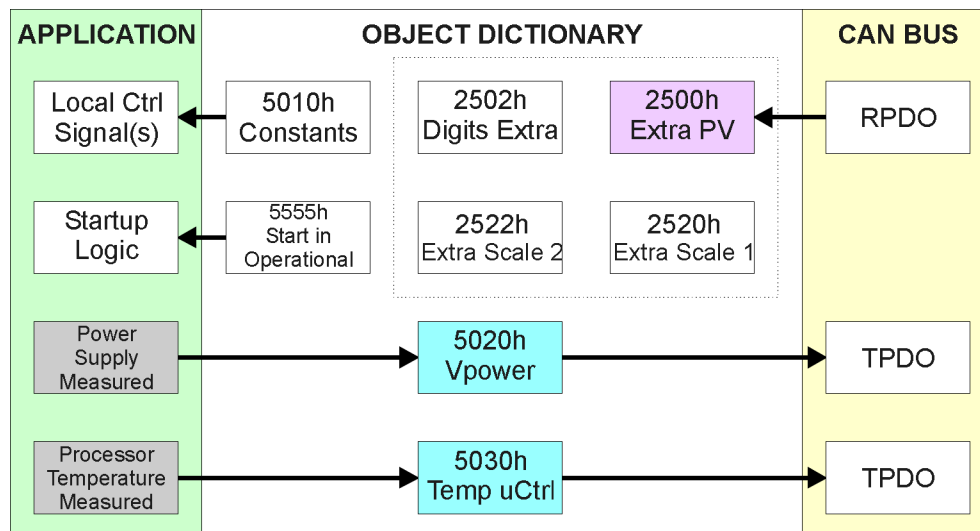 APPLICATION
OBJECT DICTIONARY
CAN BUS
Local Ctrl
Signal(s)
5010h
Constants
2502h
Digits Extra
2500h
Extra PV
RPDO
Startup
Logic
5555h
Start in
Operational
2522h
Extra Scale 2
2520h
Extra Scale 1
Power
Supply
Measured
5020h
Vpower
TPDO
Processor
Temperature
Measured
5030h
Temp uCtrl
TPDO